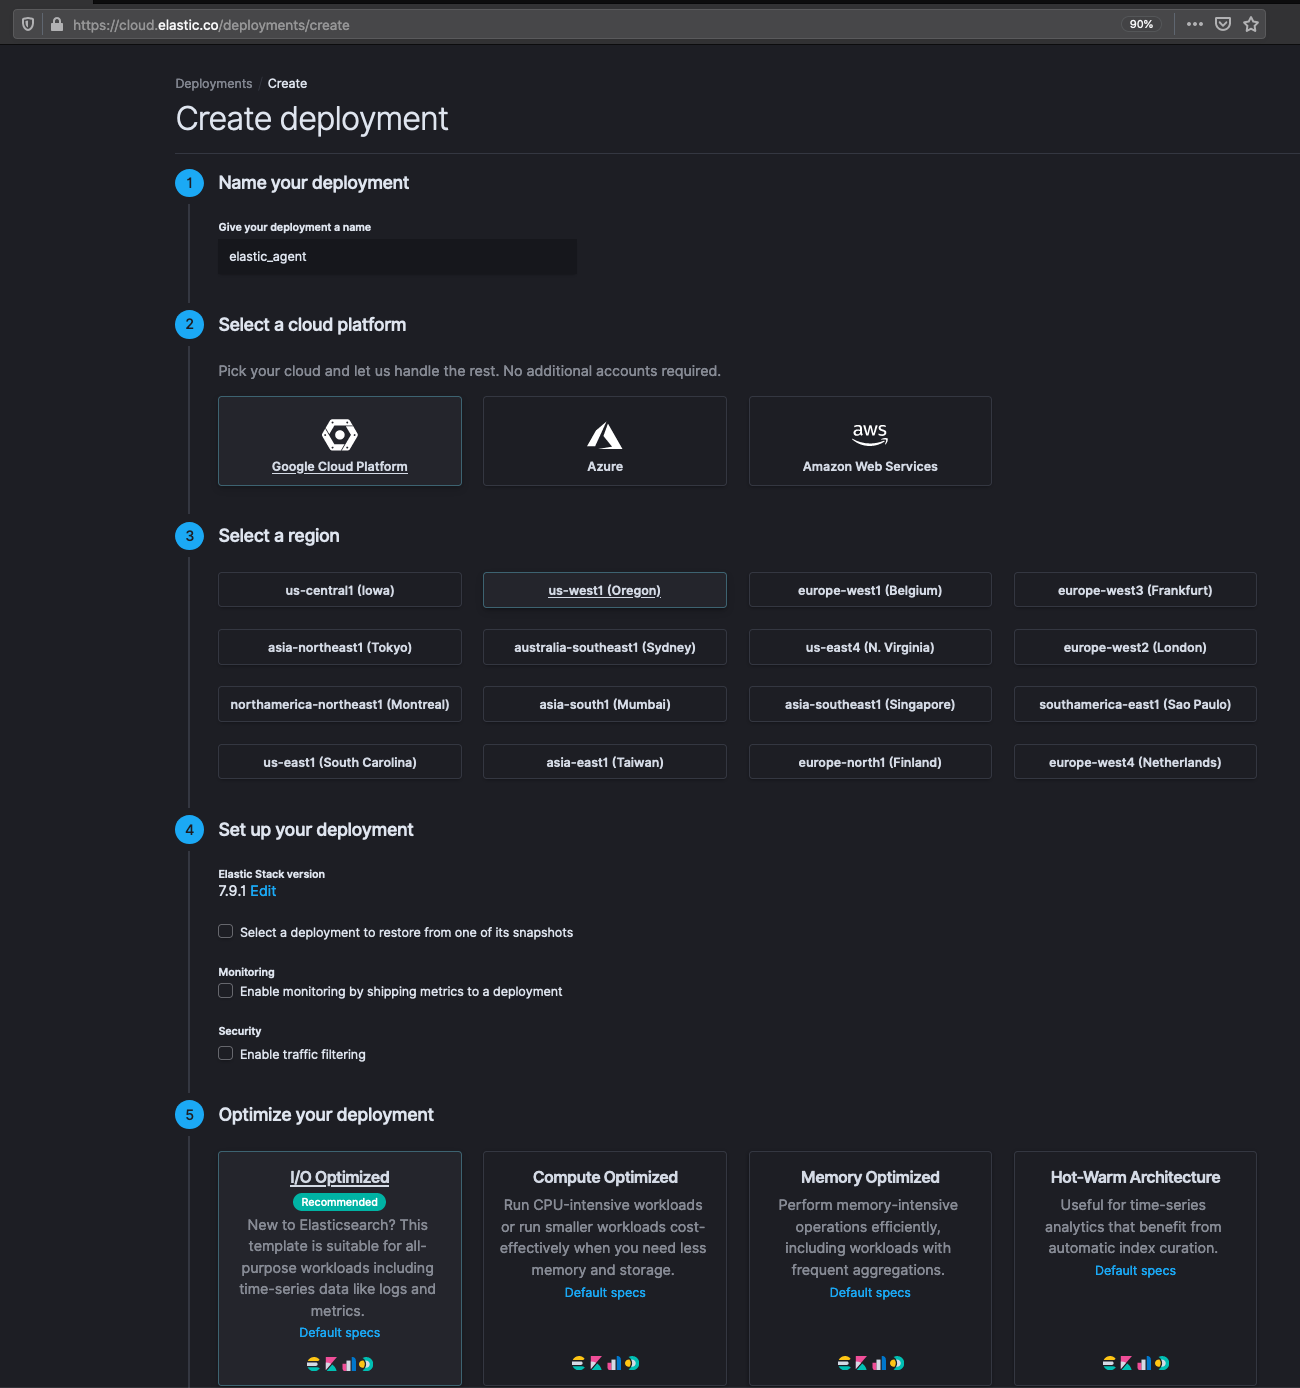 https://cloud.elastic.co/deployments/create
90%
Deployments / Create
Create deployment
1 Name your deployment
Give your deployment a name
elastic_agent
2 Select a cloud platform
Pick your cloud and let us handle the rest. No additional accounts required.
Google Cloud Platform
Azure
aws
Amazon Web Services
3 Select a region
us-central1 (Iowa)
us-west1 (Oregon)
europe-west1 (Belgium)
europe-west3 (Frankfurt)
asia-northeast1 (Tokyo)
australia-southeast1 (Sydney)
us-east4 (N. Virginia)
europe-west2 (London)
northamerica-northeast1 (Montreal)
asia-south1 (Mumbai)
asia-southeast1 (Singapore)
southamerica-east1 (Sao Paulo)
us-east1 (South Carolina)
asia-east1 (Taiwan)
europe-north1 (Finland)
europe-west4 (Netherlands)
4 Set up your deployment
Elastic Stack version
7.9.1 Edit
Select a deployment to restore from one of its snapshots
Monitoring
Enable monitoring by shipping metrics to a deployment
Security
Enable traffic filtering
5 Optimize your deployment
I/O Optimized
Recommended
New to Elasticsearch? This
template is suitable for all-
purpose workloads including
time-series data like logs and
metrics.
Default specs
Compute Optimized
Run CPU-intensive workloads
or run smaller workloads cost-
effectively when you need less
memory and storage.
Default specs
Memory Optimized
Perform memory-intensive
operations efficiently,
including workloads with
frequent aggregations.
Default specs
Hot-Warm Architecture
Useful for time-series
analytics that benefit from
automatic index curation.
Default specs